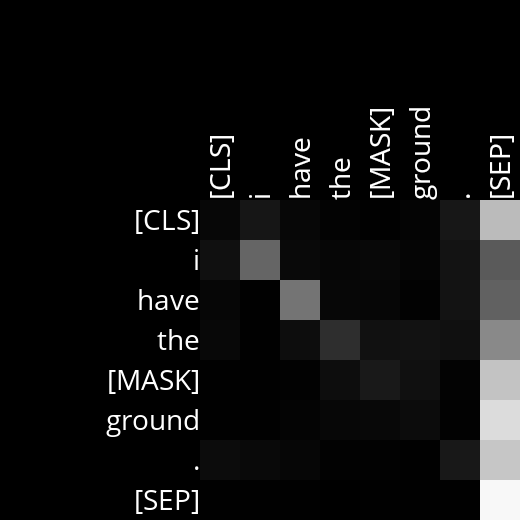 [CLS] i have the [MASK] ground . [SEP]
[CLS]
i
have
the
[MASK]
ground
.
[SEP]